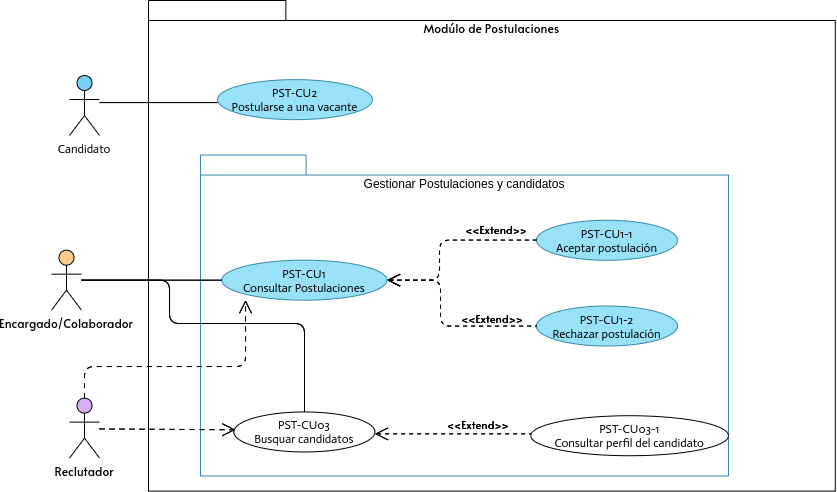 Modúlo de Postulaciones
PST-CU2
Postularse a una vacante
Candidato
Gestionar Postulaciones y candidatos
<<Extend>>
PST-CU1-1
Aceptar postulación
PST-CU1
Consultar Postulaciones
<<Extend>>
PST-CU1-2
Rechazar postulación
Encargado/Colaborador
PST-CU03
Busquar candidatos
<<Extend>>
PST-CU03-1
Consultar perfil del candidato
Reclutador